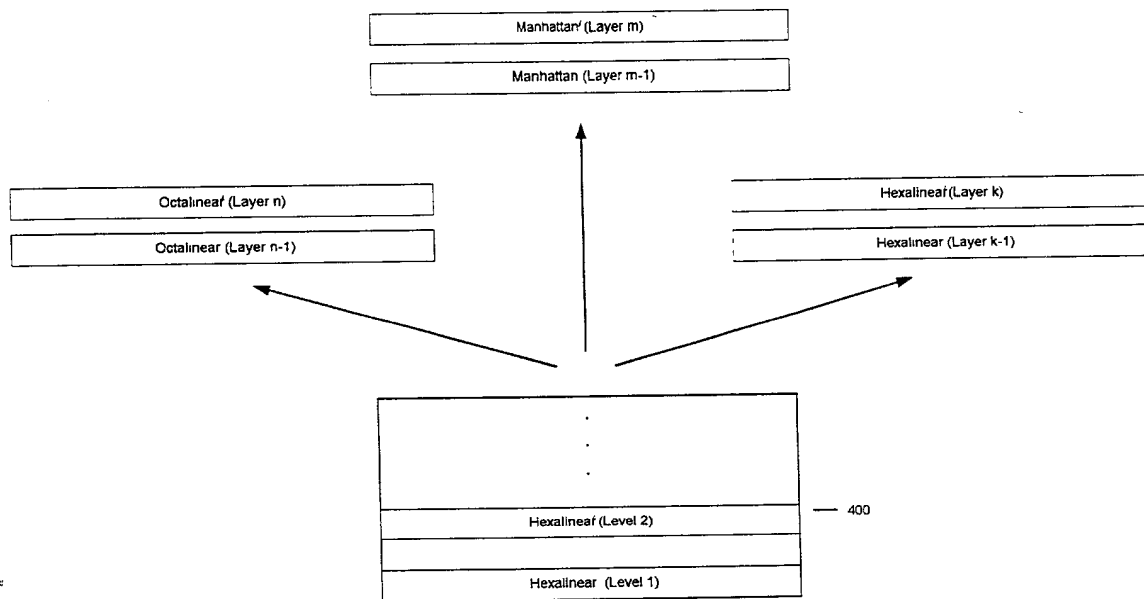 Manhattan' (Layer m)
Manhattan (Layer m-1)
Octalinear' (Layer n)
Octalinear (Layer n-1)
Hexalinear' (Layer k)
Hexalinear (Layer k-1)
Hexalinear' (Level 2)
400
Hexalinear (Level 1)